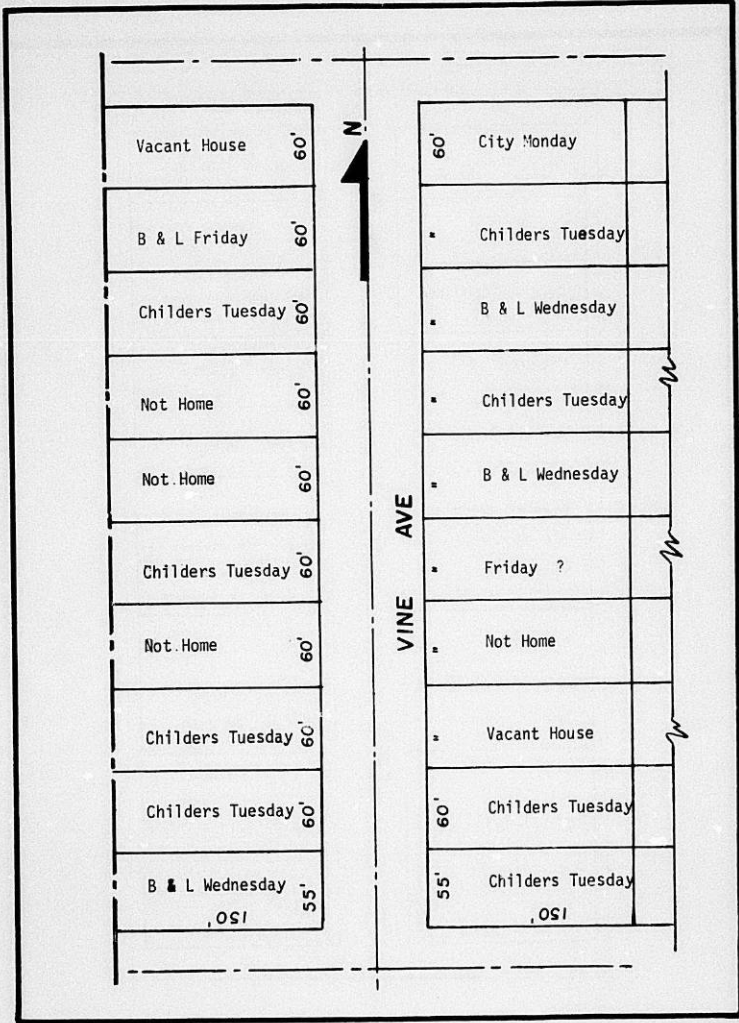 Vacant House 60'
B & L Friday 60'
Childers Tuesday 60'
Not Home 60'
Not Home 60'
Childers Tuesday 60'
Not Home 60'
Childers Tuesday 60'
Childers Tuesday 60'
B & L Wednesday 55'
150'
N
VINE AVE
60' City Monday
" Childers Tuesday
" B & L Wednesday
" Childers Tuesday
" B & L Wednesday
" Friday ?
" Not Home
" Vacant House
60' Childers Tuesday
55' Childers Tuesday
150'